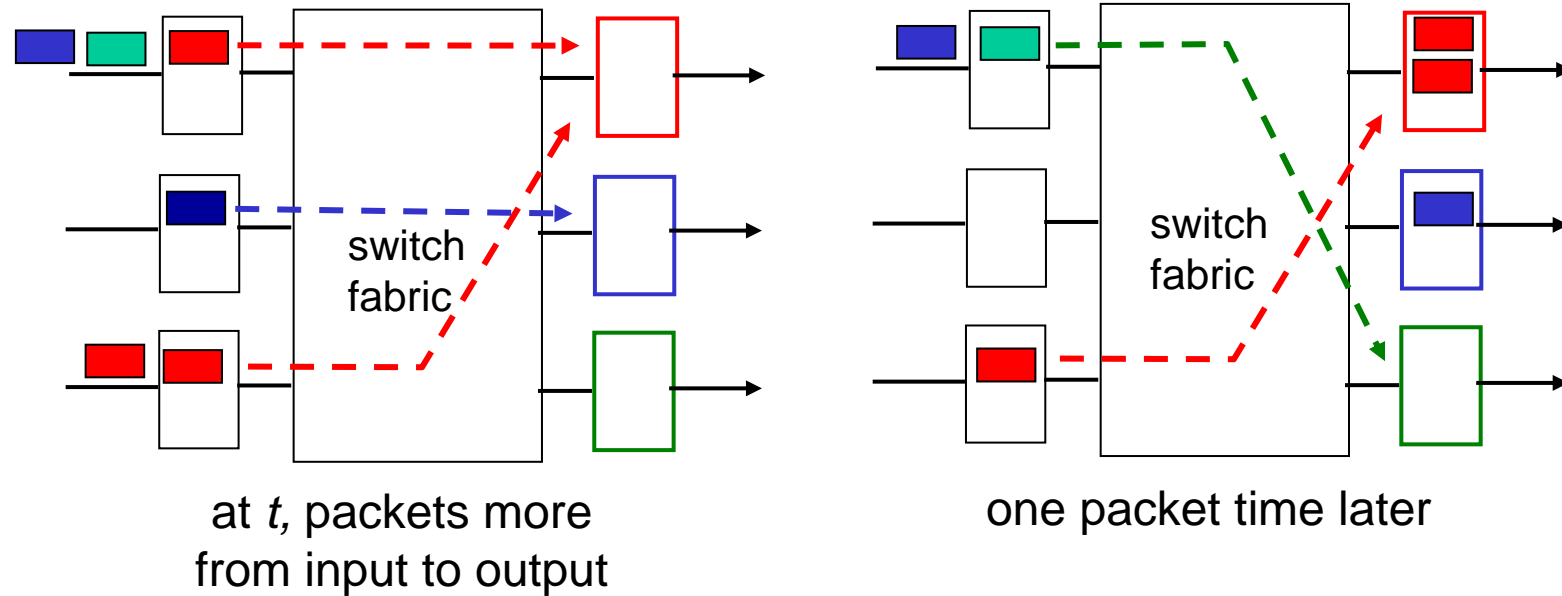 switch
fabric
at t, packets more
from input to output
switch
fabric
one packet time later